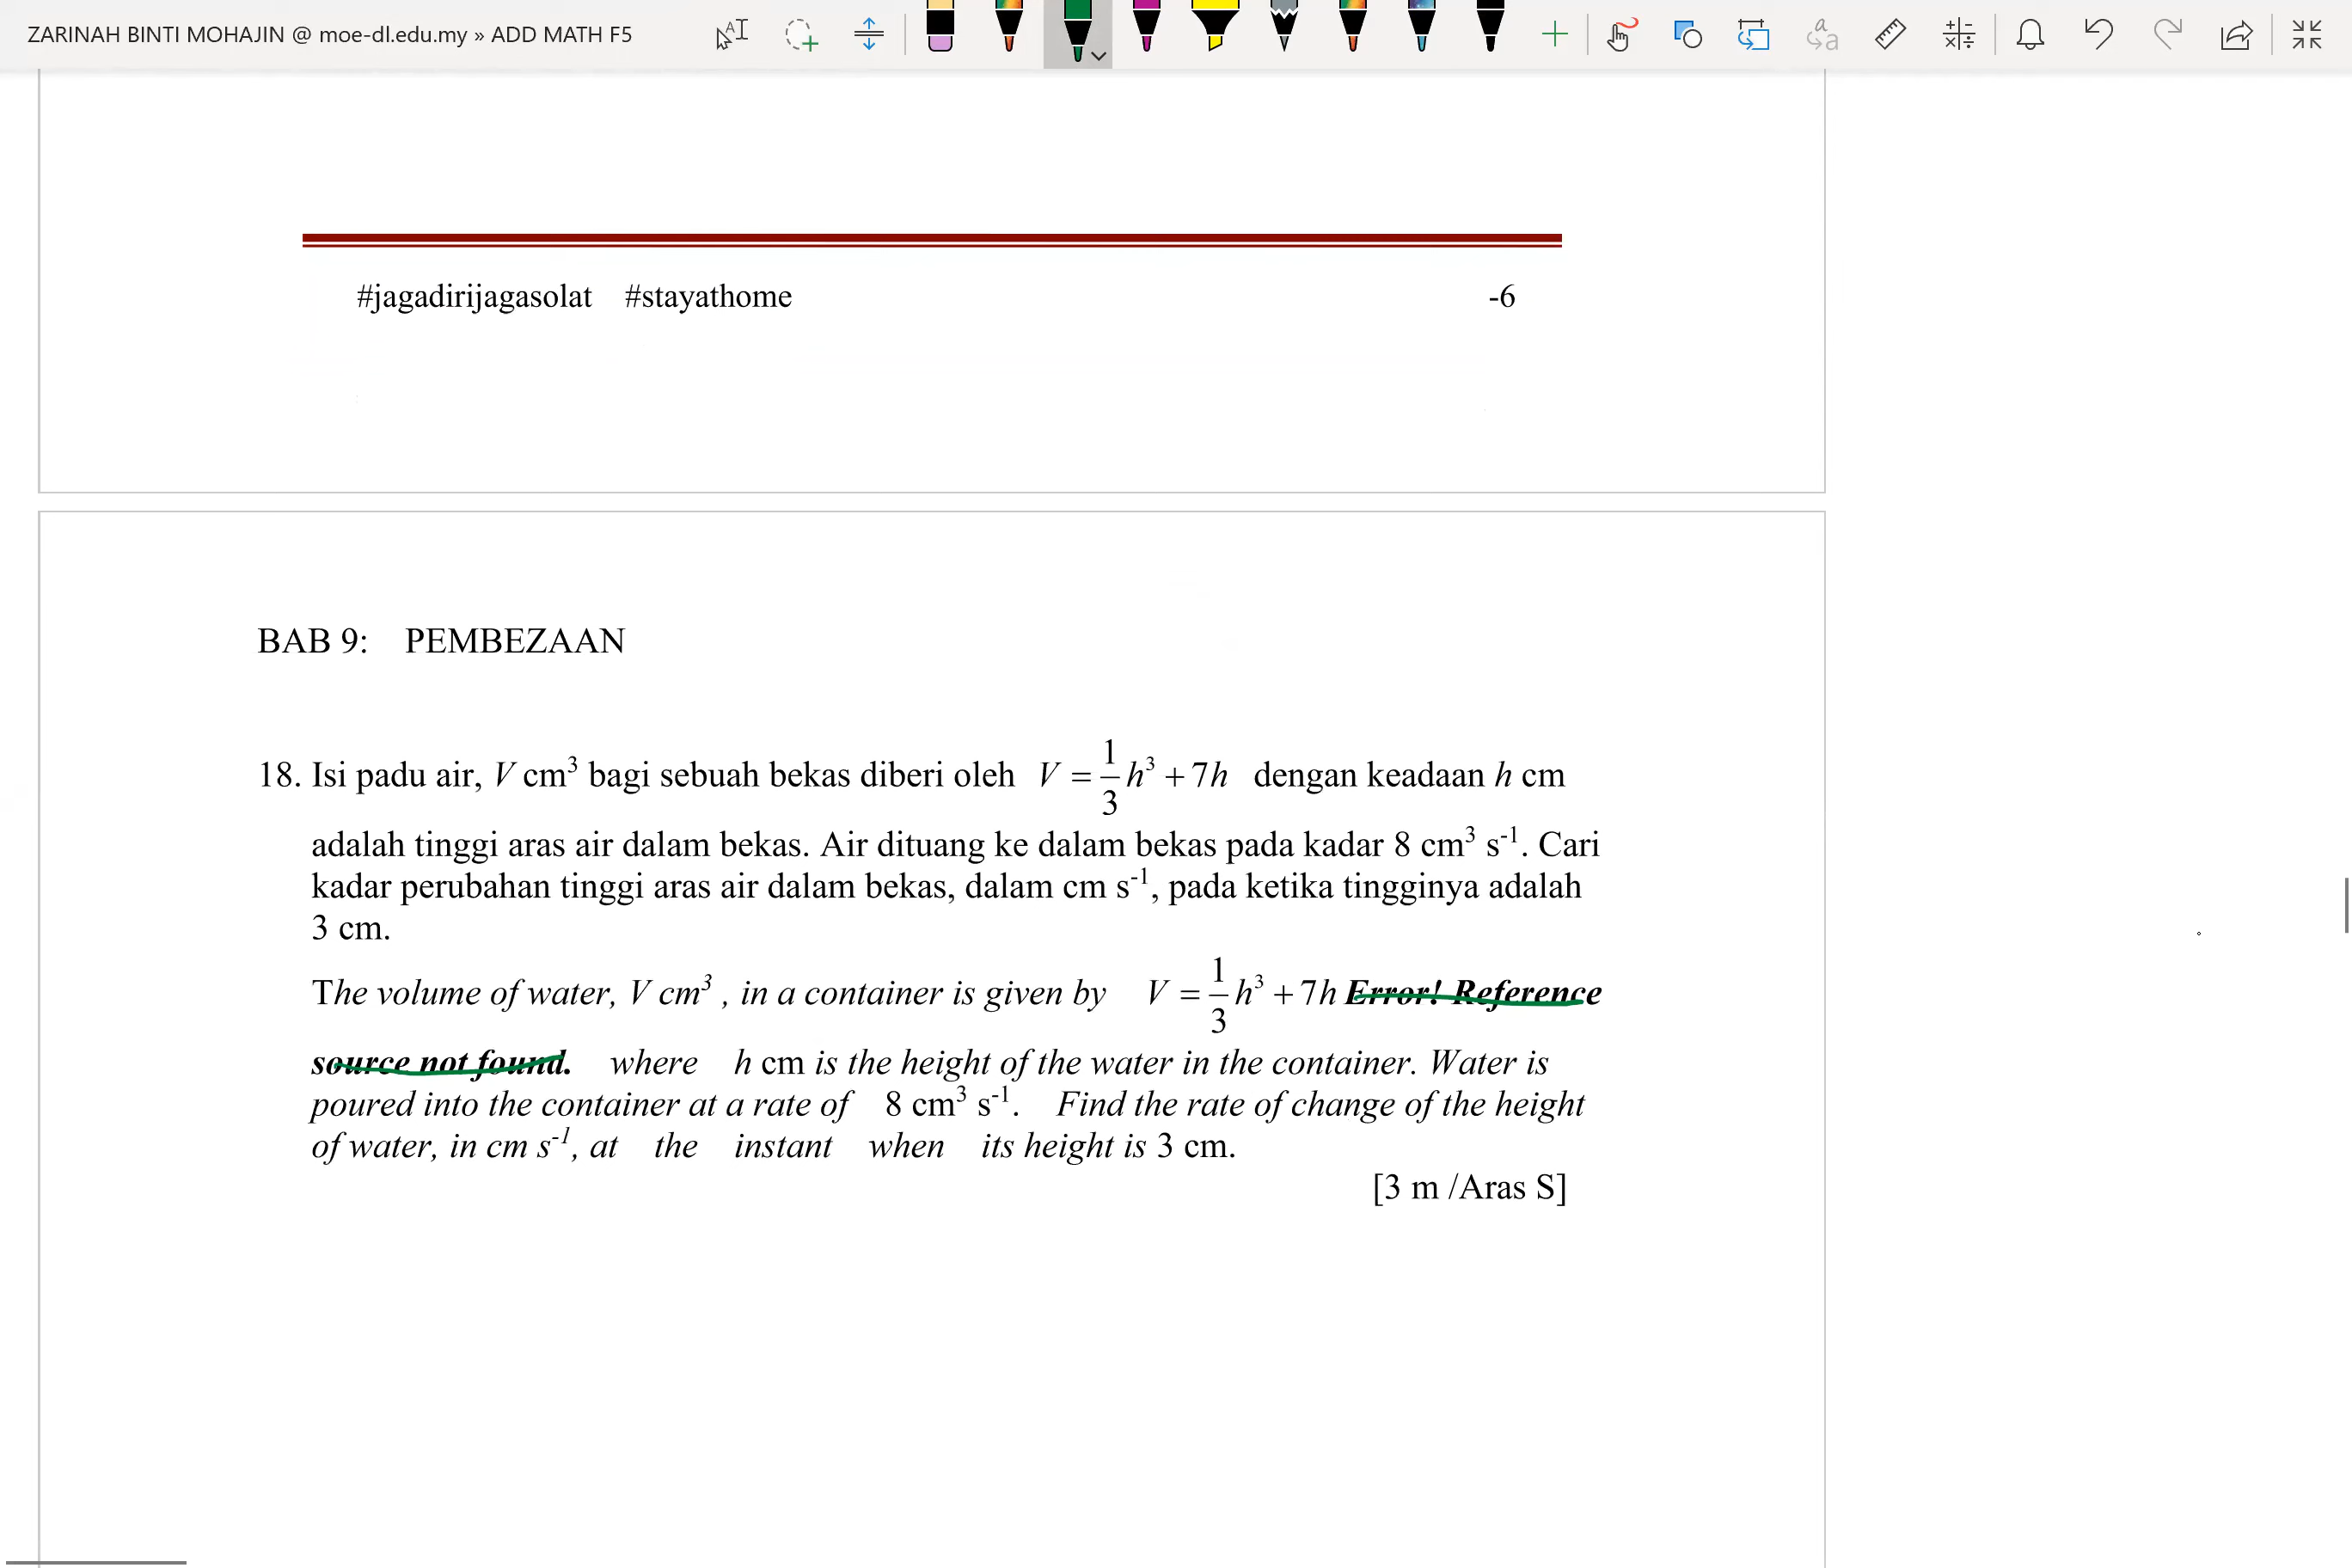 ZARINAH BINTI MOHAJIN @ moe-dl.edu.my » ADD MATH F5
#jagadirijagasolat #stayathome -6
BAB 9: PEMBEZAAN
18. Isi padu air, V cm³ bagi sebuah bekas diberi oleh V = 1/3 h³ + 7h dengan keadaan h cm
adalah tinggi aras air dalam bekas. Air dituang ke dalam bekas pada kadar 8 cm³ s⁻¹. Cari
kadar perubahan tinggi aras air dalam bekas, dalam cm s⁻¹, pada ketika tingginya adalah
3 cm.
The volume of water, V cm³ , in a container is given by V = 1/3 h³ + 7h Error! Reference
source not found. where h cm is the height of the water in the container. Water is
poured into the container at a rate of 8 cm³ s⁻¹. Find the rate of change of the height
of water, in cm s⁻¹, at the instant when its height is 3 cm.
[3 m /Aras S]